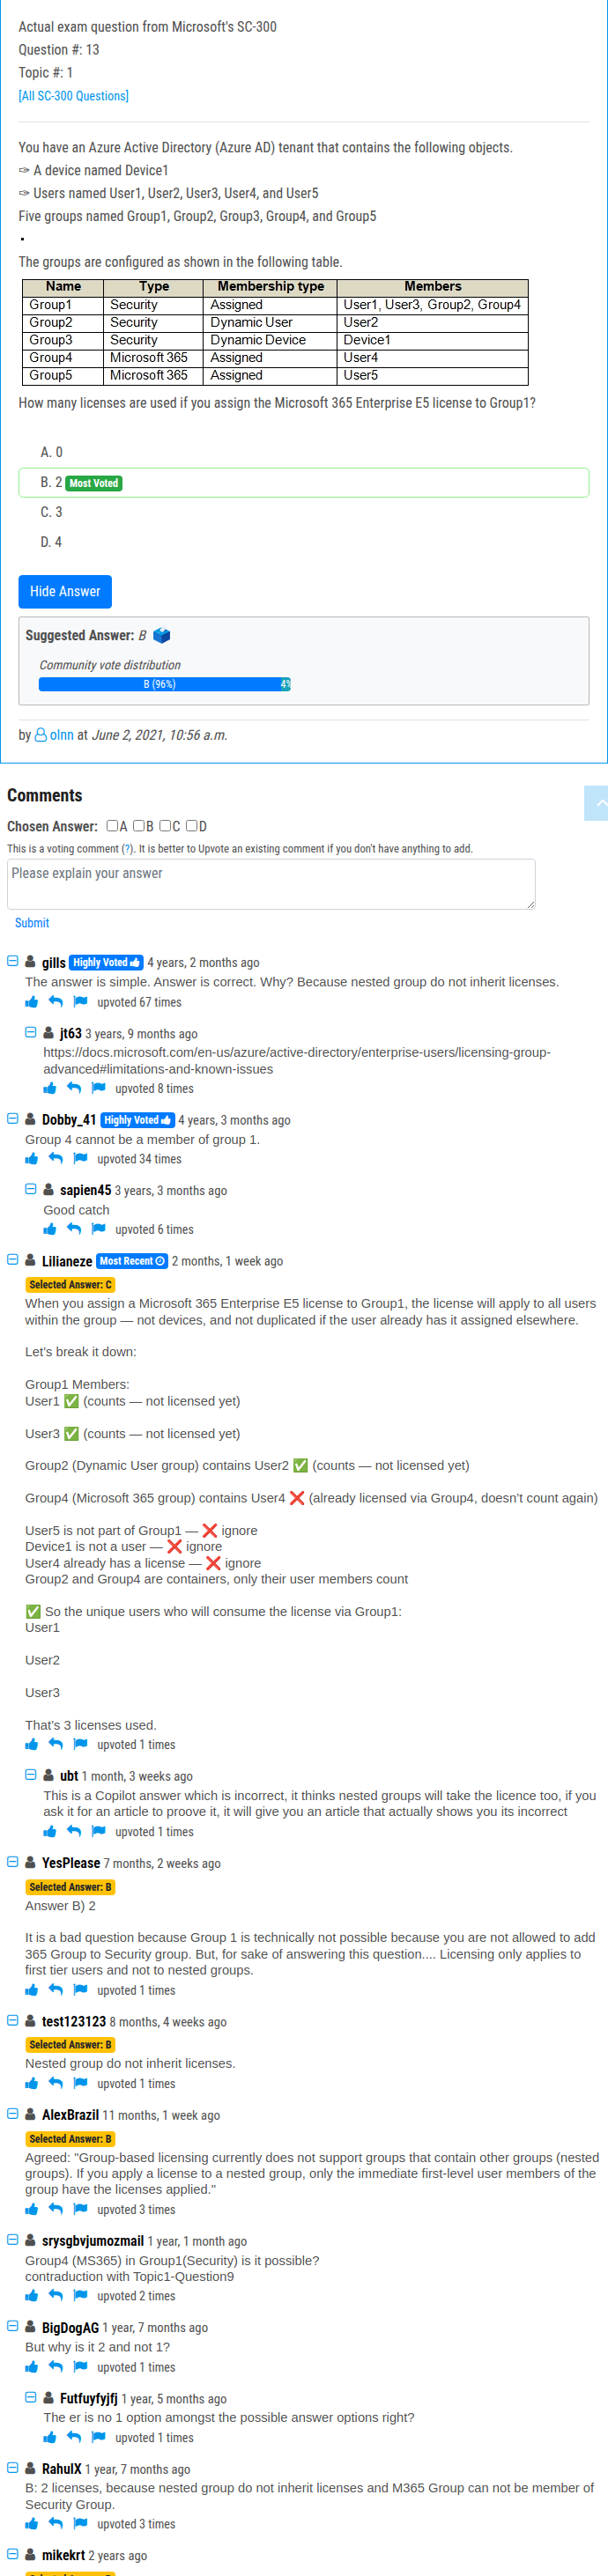 Actual exam question from Microsoft's SC-300
Question #: 13
Topic #: 1
[All SC-300 Questions]
You have an Azure Active Directory (Azure AD) tenant that contains the following objects.
✑ A device named Device1
✑ Users named User1, User2, User3, User4, and User5
Five groups named Group1, Group2, Group3, Group4, and Group5
The groups are configured as shown in the following table.
Name Type Membership type Members
Group1 Security Assigned User1, User3, Group2, Group4
Group2 Security Dynamic User User2
Group3 Security Dynamic Device Device1
Group4 Microsoft 365 Assigned User4
Group5 Microsoft 365 Assigned User5
How many licenses are used if you assign the Microsoft 365 Enterprise E5 license to Group1?
A. 0
B. 2 Most Voted
C. 3
D. 4
Hide Answer
Suggested Answer: B
Community vote distribution
B (96%) 4%
by olnn at June 2, 2021, 10:56 a.m.
Comments
Chosen Answer: A B C D
This is a voting comment (?). It is better to Upvote an existing comment if you don't have anything to add.
Please explain your answer
Submit
gills Highly Voted 4 years, 2 months ago
The answer is simple. Answer is correct. Why? Because nested group do not inherit licenses.
upvoted 67 times
jt63 3 years, 9 months ago
https://docs.microsoft.com/en-us/azure/active-directory/enterprise-users/licensing-group-
advanced#limitations-and-known-issues
upvoted 8 times
Dobby_41 Highly Voted 4 years, 3 months ago
Group 4 cannot be a member of group 1.
upvoted 34 times
sapien45 3 years, 3 months ago
Good catch
upvoted 6 times
Lilianeze Most Recent 2 months, 1 week ago
Selected Answer: C
When you assign a Microsoft 365 Enterprise E5 license to Group1, the license will apply to all users
within the group — not devices, and not duplicated if the user already has it assigned elsewhere.
Let's break it down:
Group1 Members:
User1 ✅ (counts — not licensed yet)
User3 ✅ (counts — not licensed yet)
Group2 (Dynamic User group) contains User2 ✅ (counts — not licensed yet)
Group4 (Microsoft 365 group) contains User4 ❌ (already licensed via Group4, doesn't count again)
User5 is not part of Group1 — ❌ ignore
Device1 is not a user — ❌ ignore
User4 already has a license — ❌ ignore
Group2 and Group4 are containers, only their user members count
✅ So the unique users who will consume the license via Group1:
User1
User2
User3
That's 3 licenses used.
upvoted 1 times
ubt 1 month, 3 weeks ago
This is a Copilot answer which is incorrect, it thinks nested groups will take the licence too, if you
ask it for an article to proove it, it will give you an article that actually shows you its incorrect
upvoted 1 times
YesPlease 7 months, 2 weeks ago
Selected Answer: B
Answer B) 2
It is a bad question because Group 1 is technically not possible because you are not allowed to add
365 Group to Security group. But, for sake of answering this question.... Licensing only applies to
first tier users and not to nested groups.
upvoted 1 times
test123123 8 months, 4 weeks ago
Selected Answer: B
Nested group do not inherit licenses.
upvoted 1 times
AlexBrazil 11 months, 1 week ago
Selected Answer: B
Agreed: "Group-based licensing currently does not support groups that contain other groups (nested
groups). If you apply a license to a nested group, only the immediate first-level user members of the
group have the licenses applied."
upvoted 3 times
srysgbvjumozmail 1 year, 1 month ago
Group4 (MS365) in Group1(Security) is it possible?
contraduction with Topic1-Question9
upvoted 2 times
BigDogAG 1 year, 7 months ago
But why is it 2 and not 1?
upvoted 1 times
Futfuyfyjfj 1 year, 5 months ago
The er is no 1 option amongst the possible answer options right?
upvoted 1 times
RahulX 1 year, 7 months ago
B: 2 licenses, because nested group do not inherit licenses and M365 Group can not be member of
Security Group.
upvoted 3 times
mikekrt 2 years ago